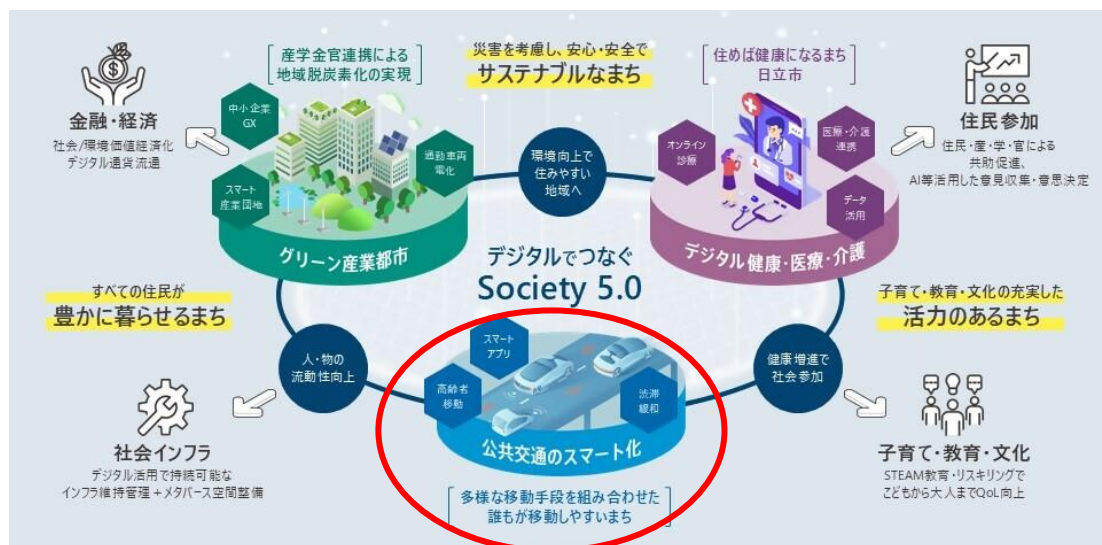 産学金官連携による
地域脱炭素化の実現
災害を考慮し、安心・安全で
サステナブルなまち
住めば健康になるまち
日立市
金融・経済
社会/環境価値経済化
デジタル通貨流通
中小企業
GX
通勤車両
電化
スマート
産業団地
グリーン産業都市
環境向上で
住みやすい
地域へ
オンライン
診療
医療・介護
連携
データ
活用
デジタル健康・医療・介護
住民参加
住民・産・学・官による
共助促進、
AI等活用した意見収集・意思決定
デジタルでつなぐ
Society 5.0
すべての住民が
豊かに暮らせるまち
子育て・教育・文化の充実した
活力のあるまち
人・物の
流動性向上
スマート
アプリ
高齢者
移動
渋滞
緩和
公共交通のスマート化
健康増進で
社会参加
社会インフラ
デジタル活用で持続可能な
インフラ維持管理+メタバース空間整備
多様な移動手段を組み合わせた
誰もが移動しやすいまち
子育て・教育・文化
STEAM教育・リスキリングで
こどもから大人までQoL向上